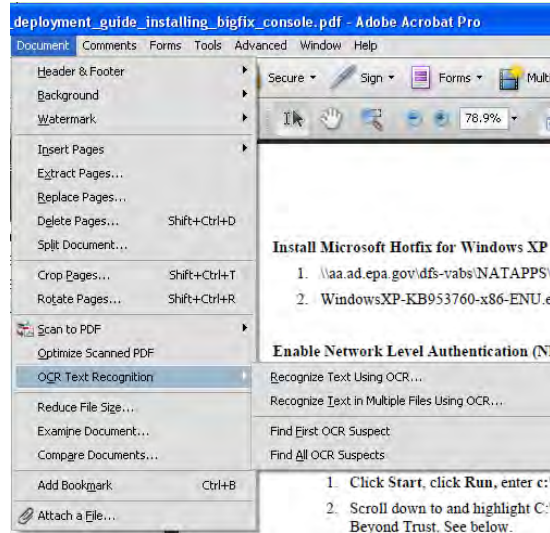 deployment_guide_installing_bigfix_console.pdf - Adobe Acrobat Pro
Document Comments Forms Tools Advanced Window Help
Header & Footer
Secure Sign Forms Mult
Background
Watermark
78.9%
Insert Pages
Extract Pages...
Replace Pages...
Delete Pages... Shift+Ctrl+D
Split Document...
Install Microsoft Hotfix for Windows XP
Crop Pages... Shift+Ctrl+T
1. \\aa.ad.epa.gov\dfs-vabs\NATAPPS\
Rotate Pages... Shift+Ctrl+R
2. WindowsXP-KB953760-x86-ENU.e
Scan to PDF
Optimize Scanned PDF
Enable Network Level Authentication (N
OCR Text Recognition
Recognize Text Using OCR...
Recognize Text in Multiple Files Using OCR...
Find First OCR Suspect
Find All OCR Suspects
Reduce File Size...
Examine Document...
Compare Documents...
Add Bookmark Ctrl+B
1. Click Start, click Run, enter c:
Attach a File...
2. Scroll down to and highlight C:
Beyond Trust. See below.